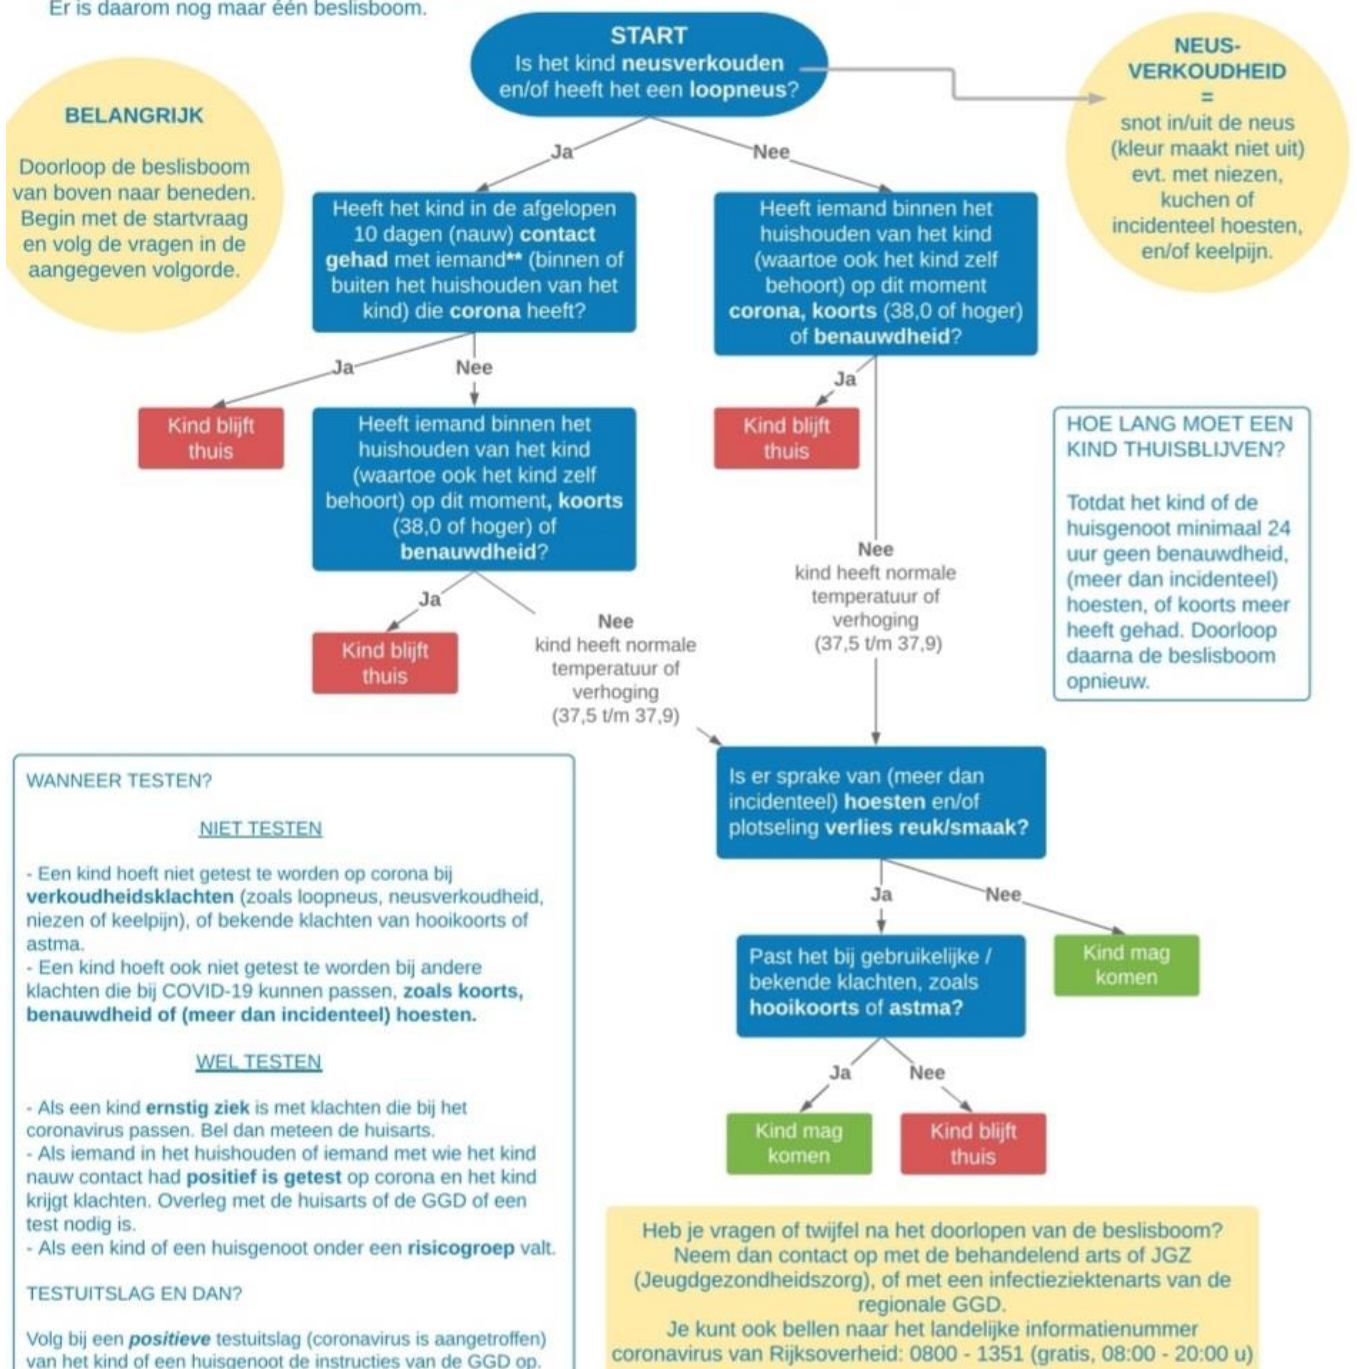 Er is daarom nog maar één beslisboom.
START
Is het kind neusverkouden
en/of heeft het een loopneus?
NEUS-
VERKOUDHEID
=
snot in/uit de neus
(kleur maakt niet uit)
evt. met niezen,
kuchen of
incidenteel hoesten,
en/of keelpijn.
BELANGRIJK
Doorloop de beslisboom
van boven naar beneden.
Begin met de startvraag
en volg de vragen in de
aangegeven volgorde.
Ja
Nee
Heeft het kind in de afgelopen
10 dagen (nauw) contact
gehad met iemand** (binnen of
buiten het huishouden van het
kind) die corona heeft?
Heeft iemand binnen het
huishouden van het kind
(waartoe ook het kind zelf
behoort) op dit moment
corona, koorts (38,0 of hoger)
of benauwdheid?
Ja
Nee
Ja
Kind blijft
thuis
Heeft iemand binnen het
huishouden van het kind
(waartoe ook het kind zelf
behoort) op dit moment, koorts
(38,0 of hoger) of
benauwdheid?
Kind blijft
thuis
HOE LANG MOET EEN
KIND THUISBLIJVEN?
Totdat het kind of de
huisgenoot minimaal 24
uur geen benauwdheid,
(meer dan incidenteel)
hoesten, of koorts meer
heeft gehad. Doorloop
daarna de beslisboom
opnieuw.
Nee
kind heeft normale
temperatuur of
verhoging
(37,5 t/m 37,9)
Ja
Kind blijft
thuis
Nee
kind heeft normale
temperatuur of
verhoging
(37,5 t/m 37,9)
Is er sprake van (meer dan
incidenteel) hoesten en/of
plotseling verlies reuk/smaak?
Ja
Nee
Past het bij gebruikelijke /
bekende klachten, zoals
hooikoorts of astma?
Kind mag
komen
Ja
Nee
Kind mag
komen
Kind blijft
thuis
WANNEER TESTEN?
NIET TESTEN
- Een kind hoeft niet getest te worden op corona bij
verkoudheidsklachten (zoals loopneus, neusverkoudheid,
niezen of keelpijn), of bekende klachten van hooikoorts of
astma.
- Een kind hoeft ook niet getest te worden bij andere
klachten die bij COVID-19 kunnen passen, zoals koorts,
benauwdheid of (meer dan incidenteel) hoesten.
WEL TESTEN
- Als een kind ernstig ziek is met klachten die bij het
coronavirus passen. Bel dan meteen de huisarts.
- Als iemand in het huishouden of iemand met wie het kind
nauw contact had positief is getest op corona en het kind
krijgt klachten. Overleg met de huisarts of de GGD of een
test nodig is.
- Als een kind of een huisgenoot onder een risicogroep valt.
TESTUITSLAG EN DAN?
Volg bij een positieve testuitslag (coronavirus is aangetroffen)
van het kind of een huisgenoot de instructies van de GGD op.
Heb je vragen of twijfel na het doorlopen van de beslisboom?
Neem dan contact op met de behandelend arts of JGZ
(Jeugdgezondheidszorg), of met een infectieziektenarts van de
regionale GGD.
Je kunt ook bellen naar het landelijke informatienummer
coronavirus van Rijksoverheid: 0800 - 1351 (gratis, 08:00 - 20:00 u)